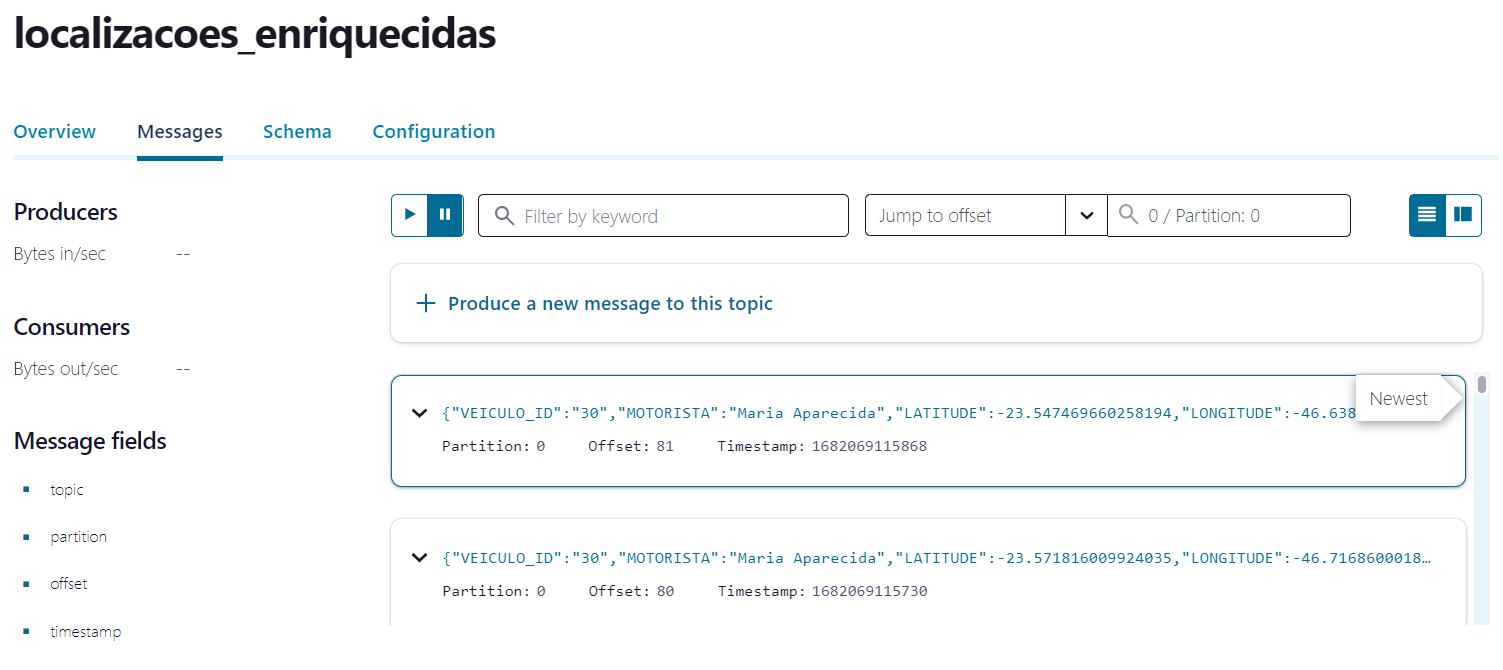 localizacoes_enriquecidas
Overview Messages Schema Configuration
Producers
Bytes in/sec --
Consumers
Bytes out/sec --
Message fields
topic
partition
offset
timestamp
Filter by keyword
Jump to offset
0 / Partition: 0
Produce a new message to this topic
Newest
{"VEICULO_ID":"30","MOTORISTA":"Maria Aparecida","LATITUDE":-23.547469660258194,"LONGITUDE":-46.638
Partition: 0 Offset: 81 Timestamp: 1682069115868
{"VEICULO_ID":"30","MOTORISTA":"Maria Aparecida","LATITUDE":-23.571816009924035,"LONGITUDE":-46.7168600018…
Partition: 0 Offset: 80 Timestamp: 1682069115730